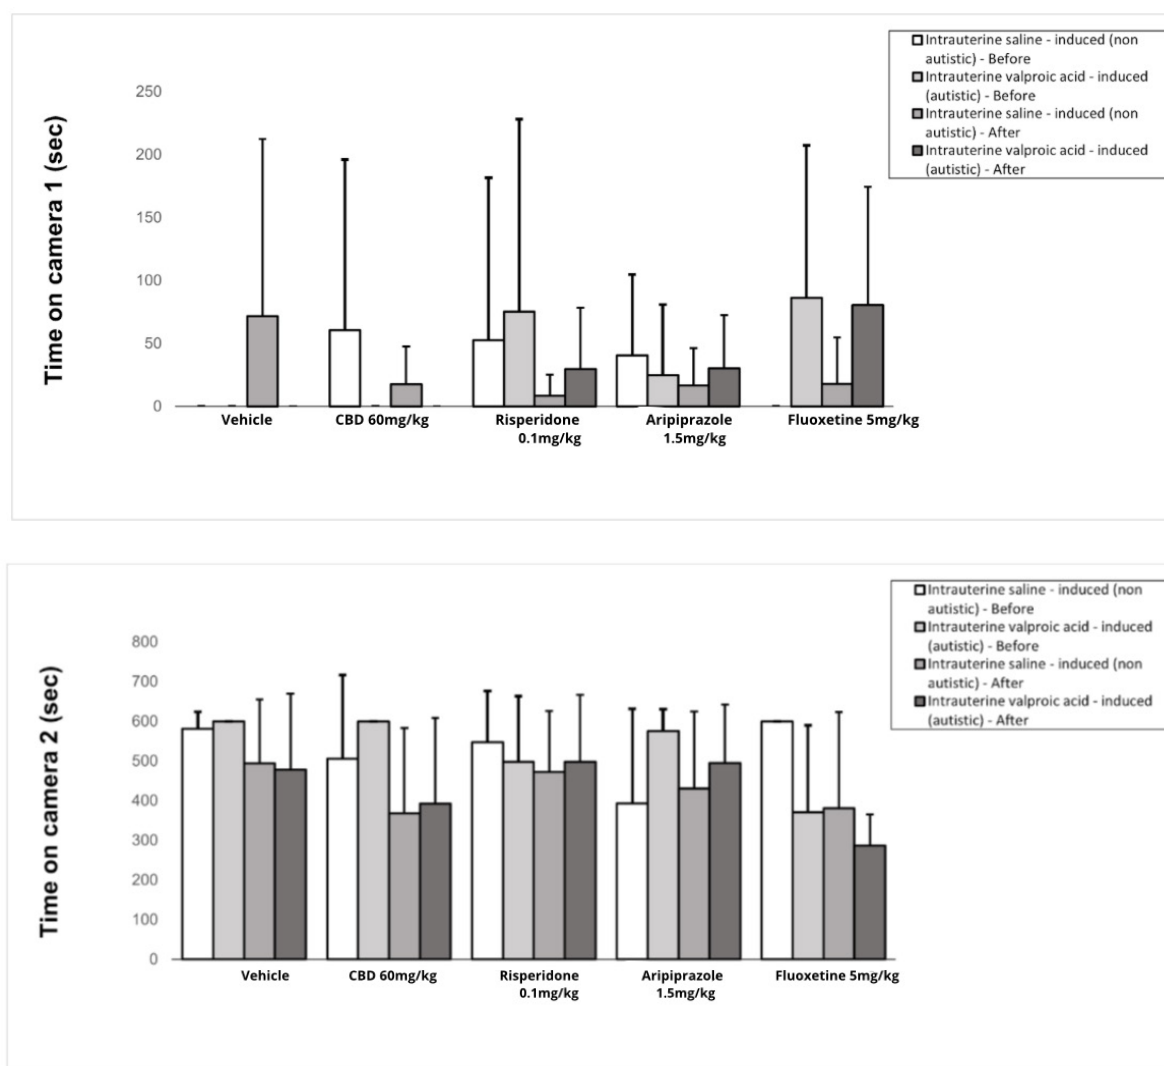 Intrauterine saline - induced (non
autistic) - Before
Intrauterine valproic acid - induced
(autistic) - Before
Intrauterine saline - induced (non
autistic) - After
Intrauterine valproic acid - induced
(autistic) - After
Time on camera 1 (sec)
250
200
150
100
50
0
Vehicle
CBD 60mg/kg
Risperidone
0.1mg/kg
Aripiprazole
1.5mg/kg
Fluoxetine 5mg/kg
Intrauterine saline - induced (non
autistic) - Before
Intrauterine valproic acid - induced
(autistic) - Before
Intrauterine saline - induced (non
autistic) - After
Intrauterine valproic acid - induced
(autistic) - After
Time on camera 2 (sec)
800
700
600
500
400
300
200
100
0
Vehicle
CBD 60mg/kg
Risperidone
0.1mg/kg
Aripiprazole
1.5mg/kg
Fluoxetine 5mg/kg